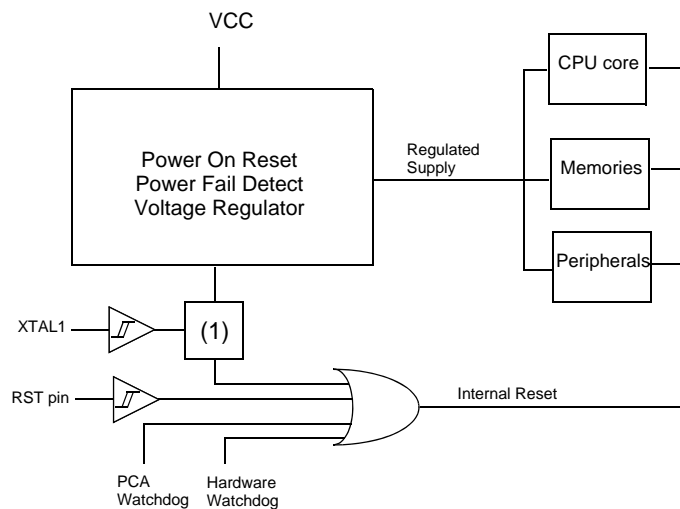 VCC
CPU core
Power On Reset
Power Fail Detect
Voltage Regulator
Regulated
Supply
Memories
Peripherals
XTAL1
(1)
RST pin
Internal Reset
PCA
Watchdog
Hardware
Watchdog